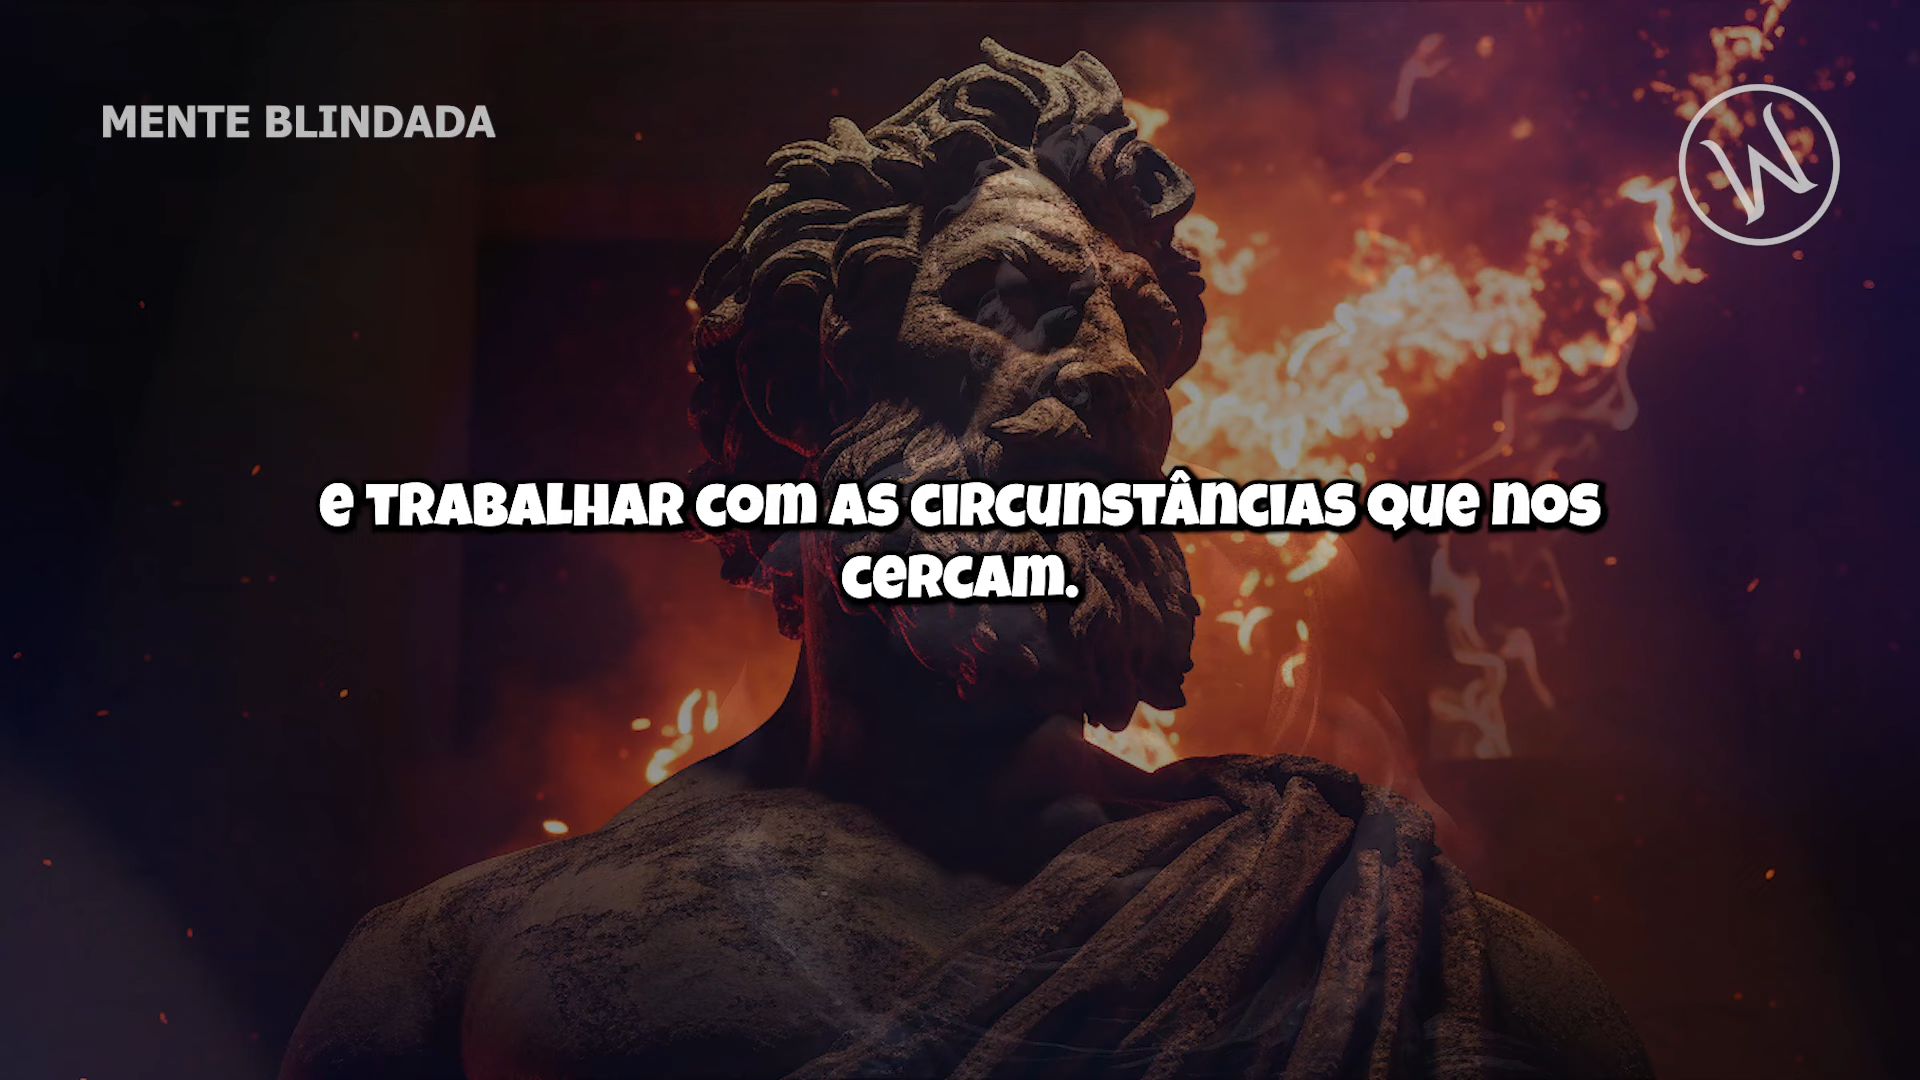 MENTE BLINDADA
W
e trabalhar com as circunstâncias que nos
cercam.